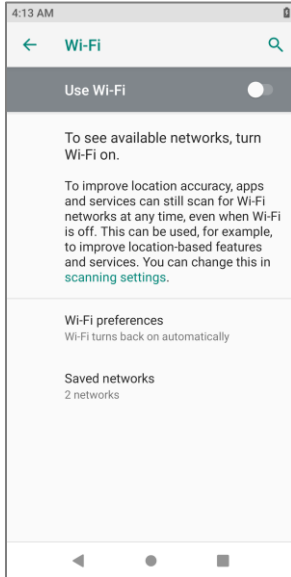 4:13 AM
Wi-Fi
Use Wi-Fi
To see available networks, turn
Wi-Fi on.
To improve location accuracy, apps
and services can still scan for Wi-Fi
networks at any time, even when Wi-Fi
is off. This can be used, for example,
to improve location-based features
and services. You can change this in
scanning settings.
Wi-Fi preferences
Wi-Fi turns back on automatically
Saved networks
2 networks